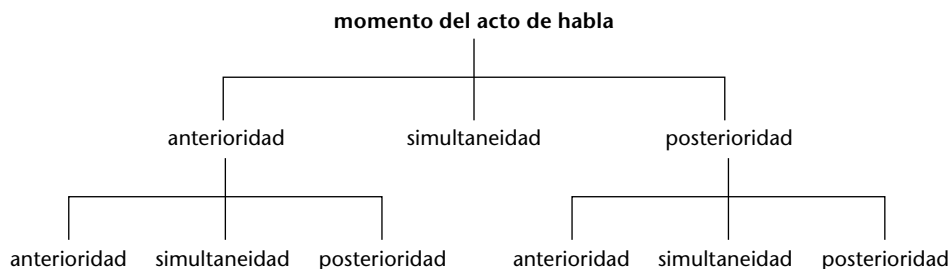 momento del acto de habla
anterioridad simultaneidad posterioridad
anterioridad simultaneidad posterioridad anterioridad simultaneidad posterioridad